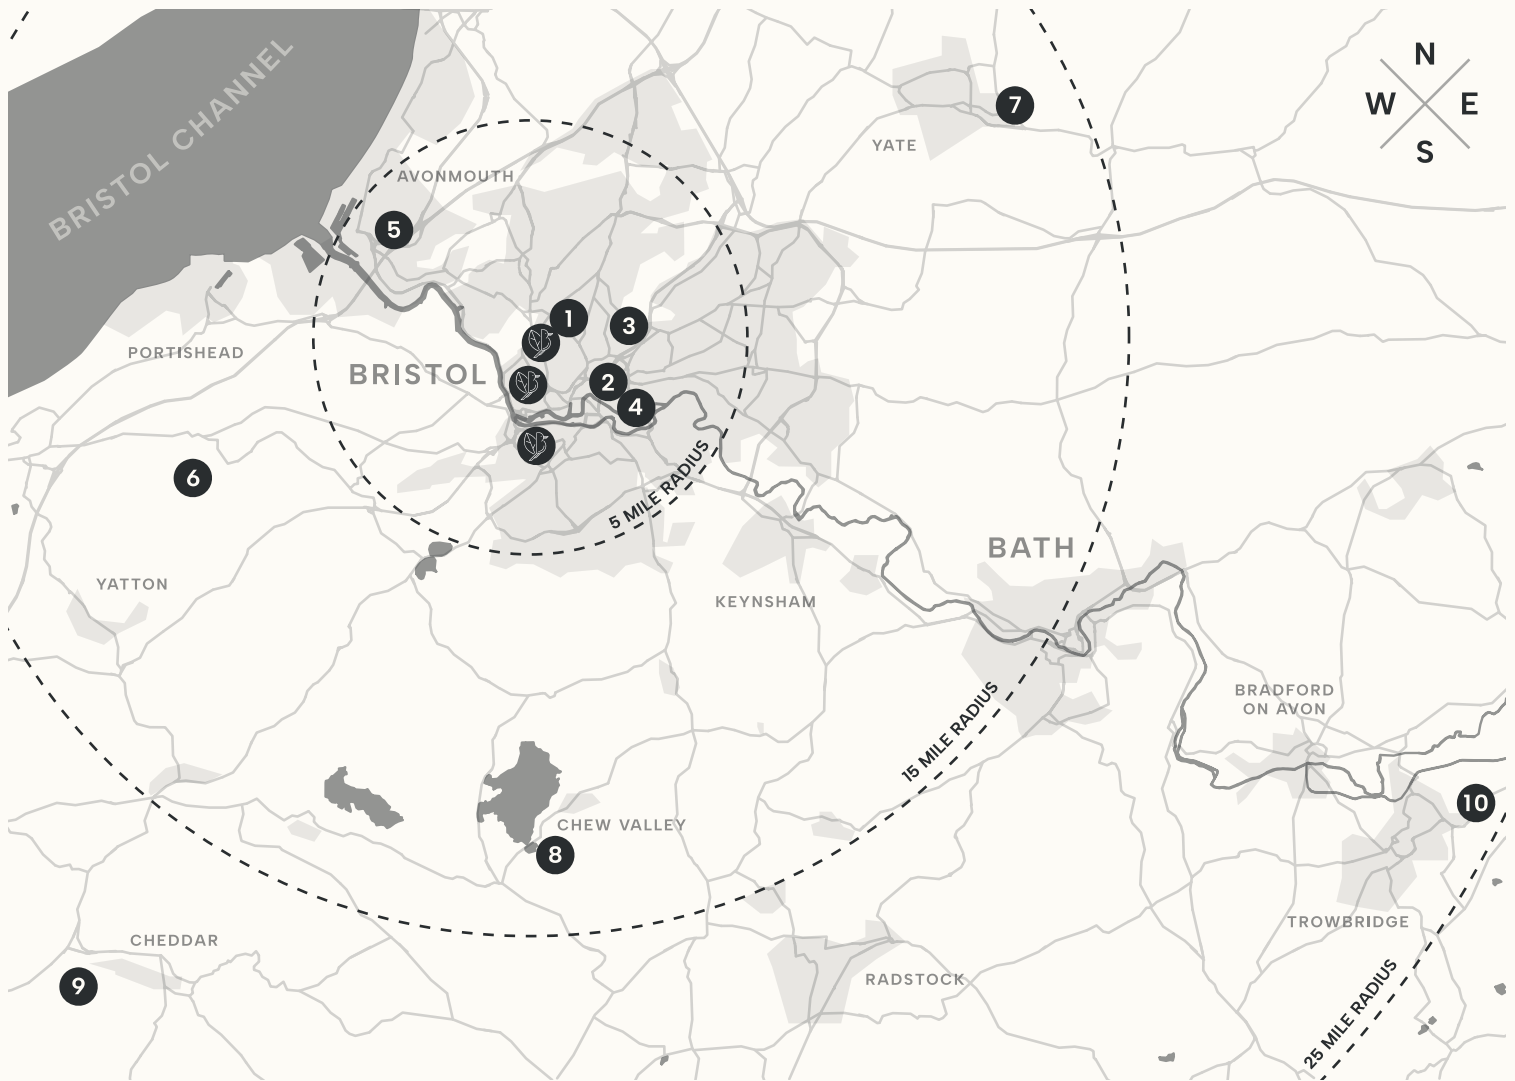 BRISTOL CHANNEL
N
W
E
S
7
YATE
AVONMOUTH
5
1
3
PORTISHEAD
BRISTOL
2
4
6
5 MILE RADIUS
BATH
YATTON
KEYNSHAM
15 MILE RADIUS
BRADFORD
ON AVON
10
CHEW VALLEY
8
TROWBRIDGE
CHEDDAR
9
RADSTOCK
25 MILE RADIUS